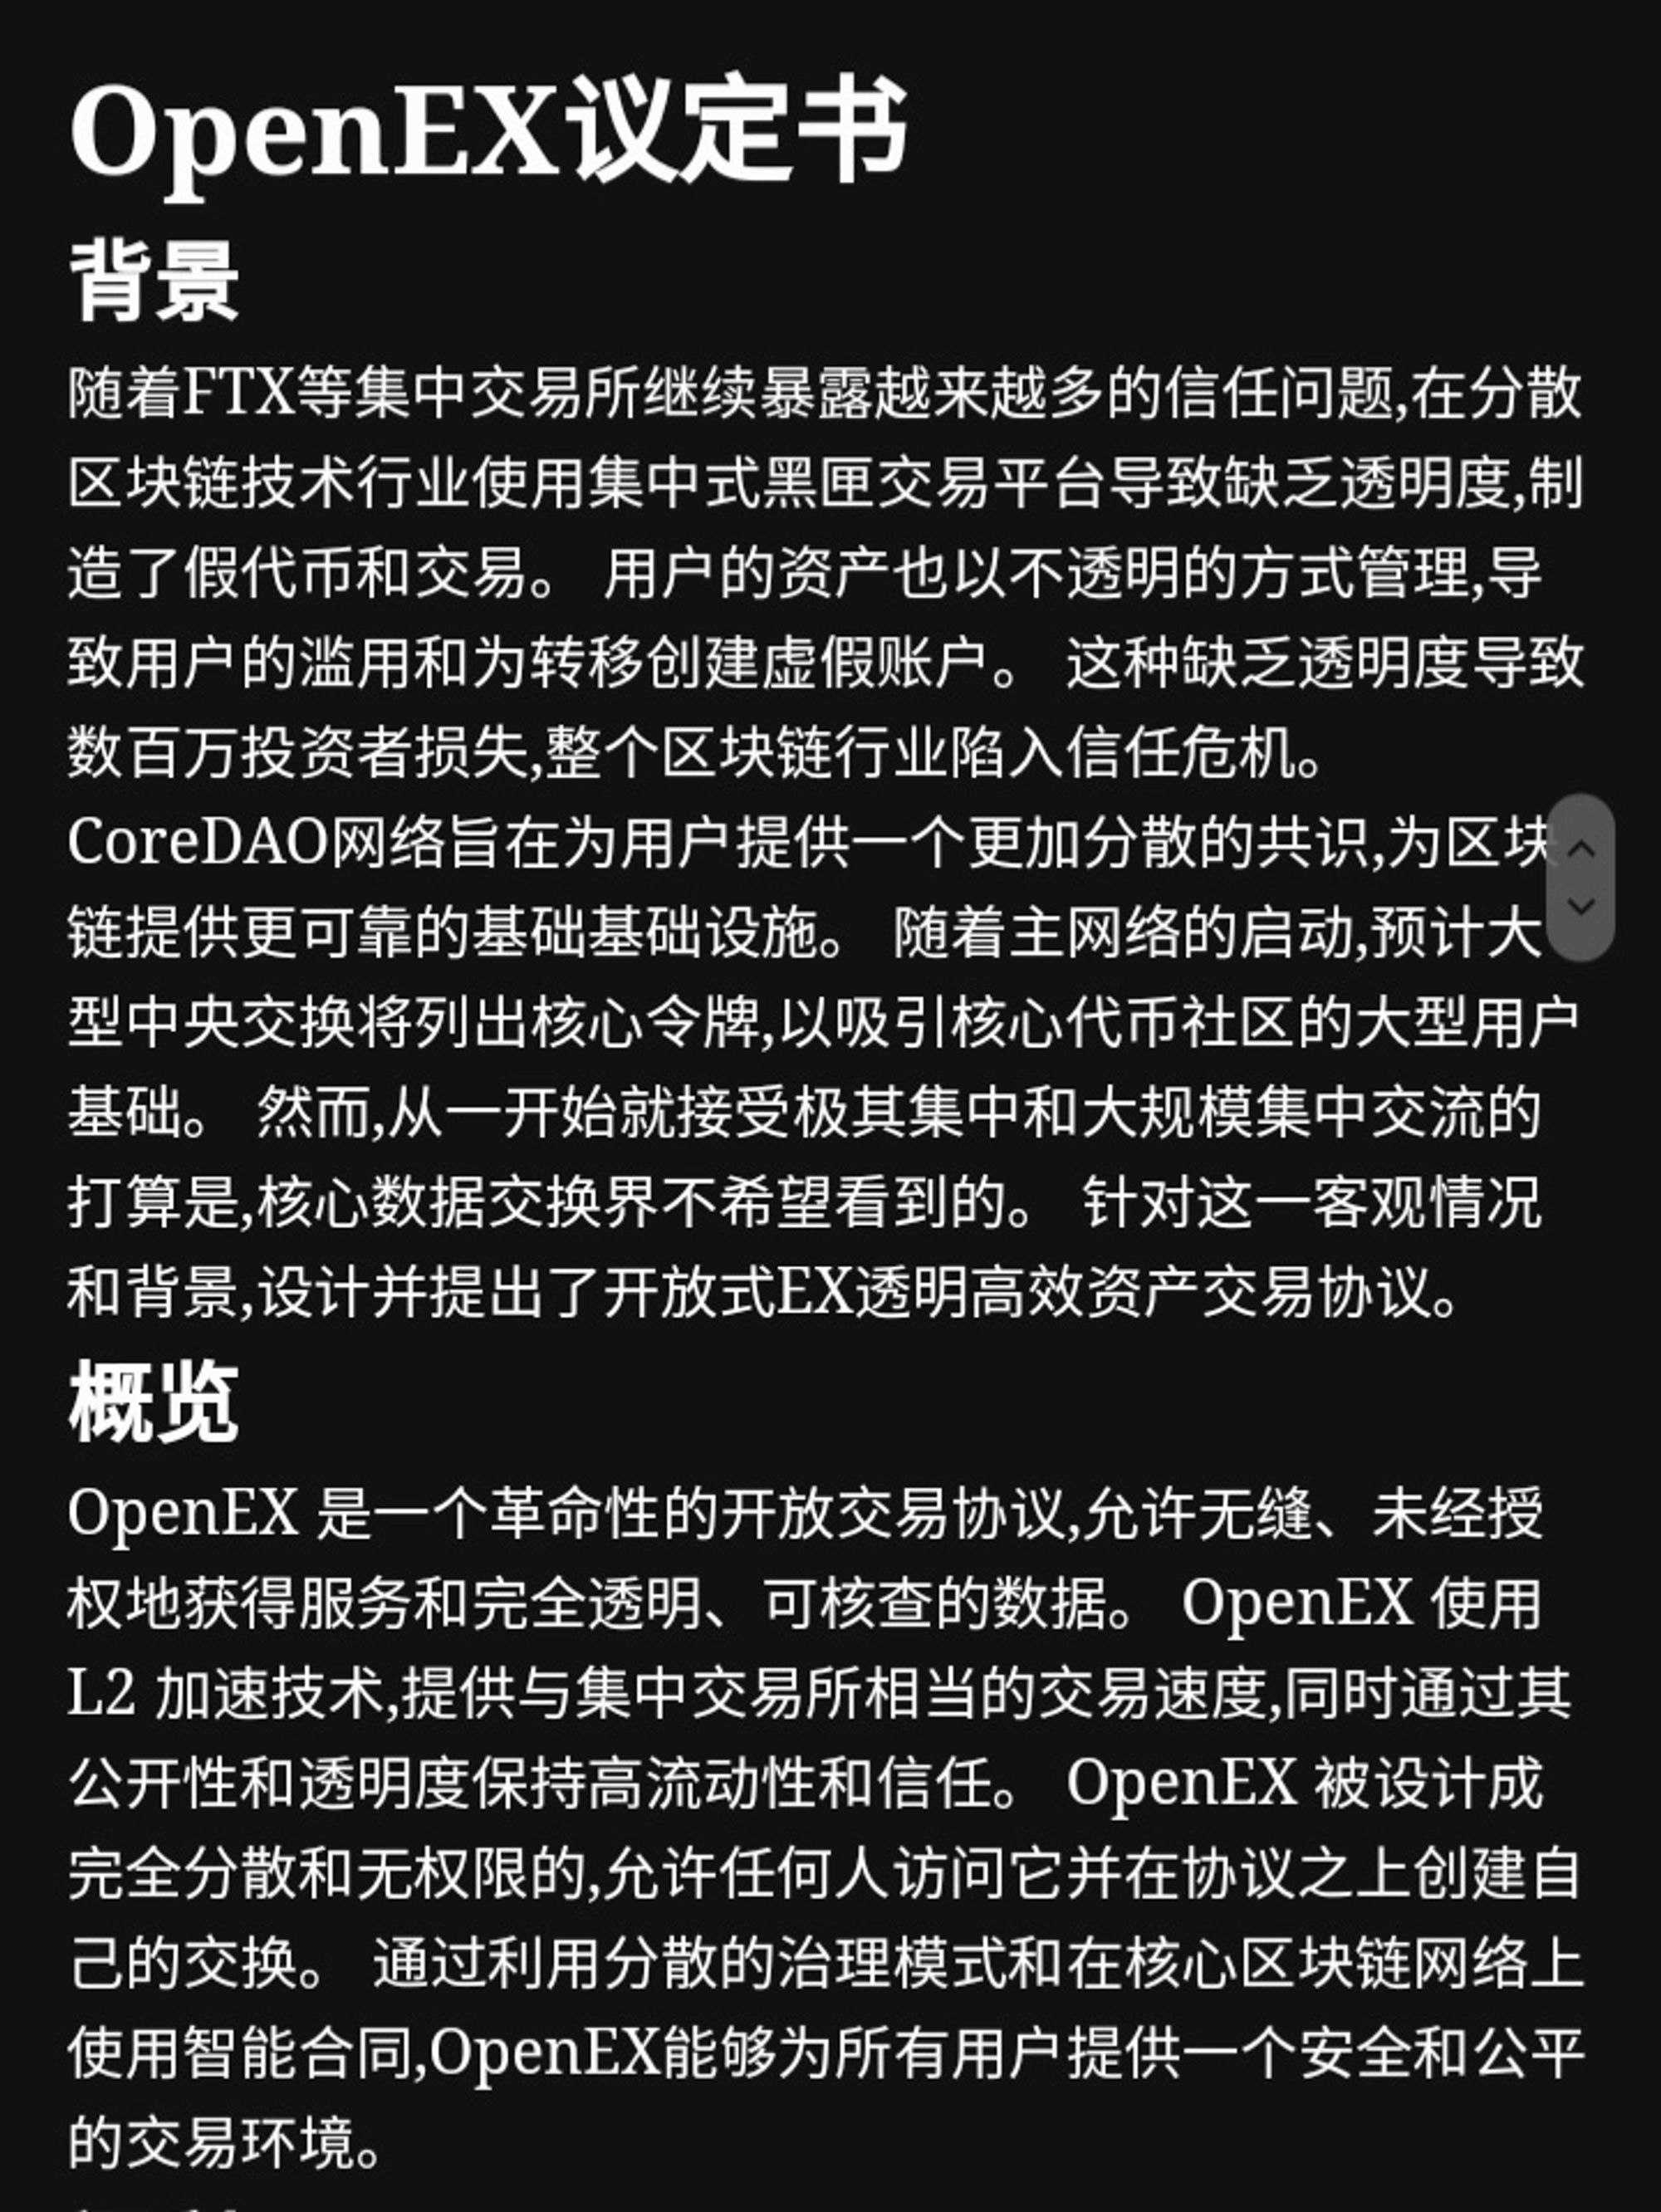 OpenEX议定书
背景
随着FTX等集中交易所继续暴露越来越多的信任问题,在分散
区块链技术行业使用集中式黑匣交易平台导致缺乏透明度,制
造了假代币和交易。 用户的资产也以不透明的方式管理,导
致用户的滥用和为转移创建虚假账户。 这种缺乏透明度导致
数百万投资者损失,整个区块链行业陷入信任危机。
CoreDAO网络旨在为用户提供一个更加分散的共识,为区块
链提供更可靠的基础基础设施。 随着主网络的启动,预计大
型中央交换将列出核心令牌,以吸引核心代币社区的大型用户
基础。 然而,从一开始就接受极其集中和大规模集中交流的
打算是,核心数据交换界不希望看到的。 针对这一客观情况
和背景,设计并提出了开放式EX透明高效资产交易协议。
概览
OpenEX 是一个革命性的开放交易协议,允许无缝、未经授
权地获得服务和完全透明、可核查的数据。 OpenEX 使用
L2 加速技术,提供与集中交易所相当的交易速度,同时通过其
公开性和透明度保持高流动性和信任。 OpenEX 被设计成
完全分散和无权限的,允许任何人访问它并在协议之上创建自
己的交换。 通过利用分散的治理模式和在核心区块链网络上
使用智能合同,OpenEX能够为所有用户提供一个安全和公平
的交易环境。